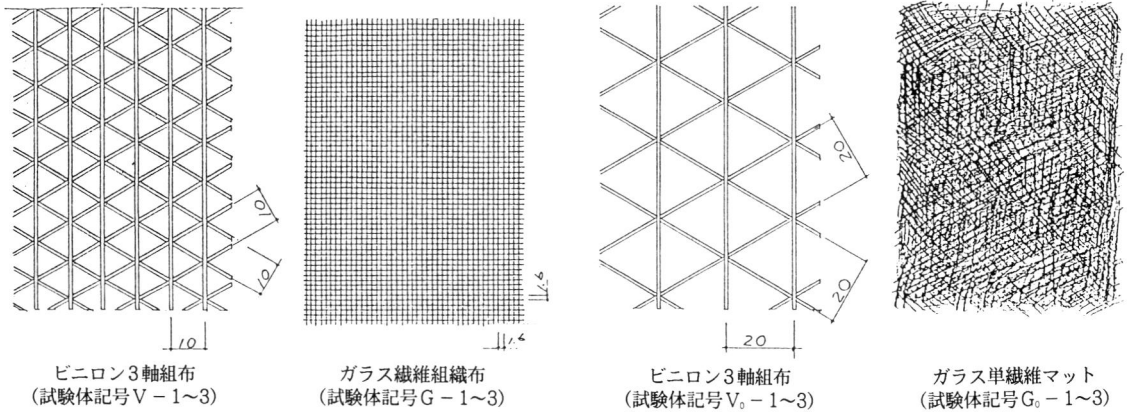 10
10
10
1.6
1.6
20
20
20
ビニロン3軸組布
(試験体記号V－1~3)
ガラス繊維組織布
(試験体記号G－1~3)
ビニロン3軸組布
(試験体記号V₀－1~3)
ガラス単繊維マット
(試験体記号G₀－1~3)